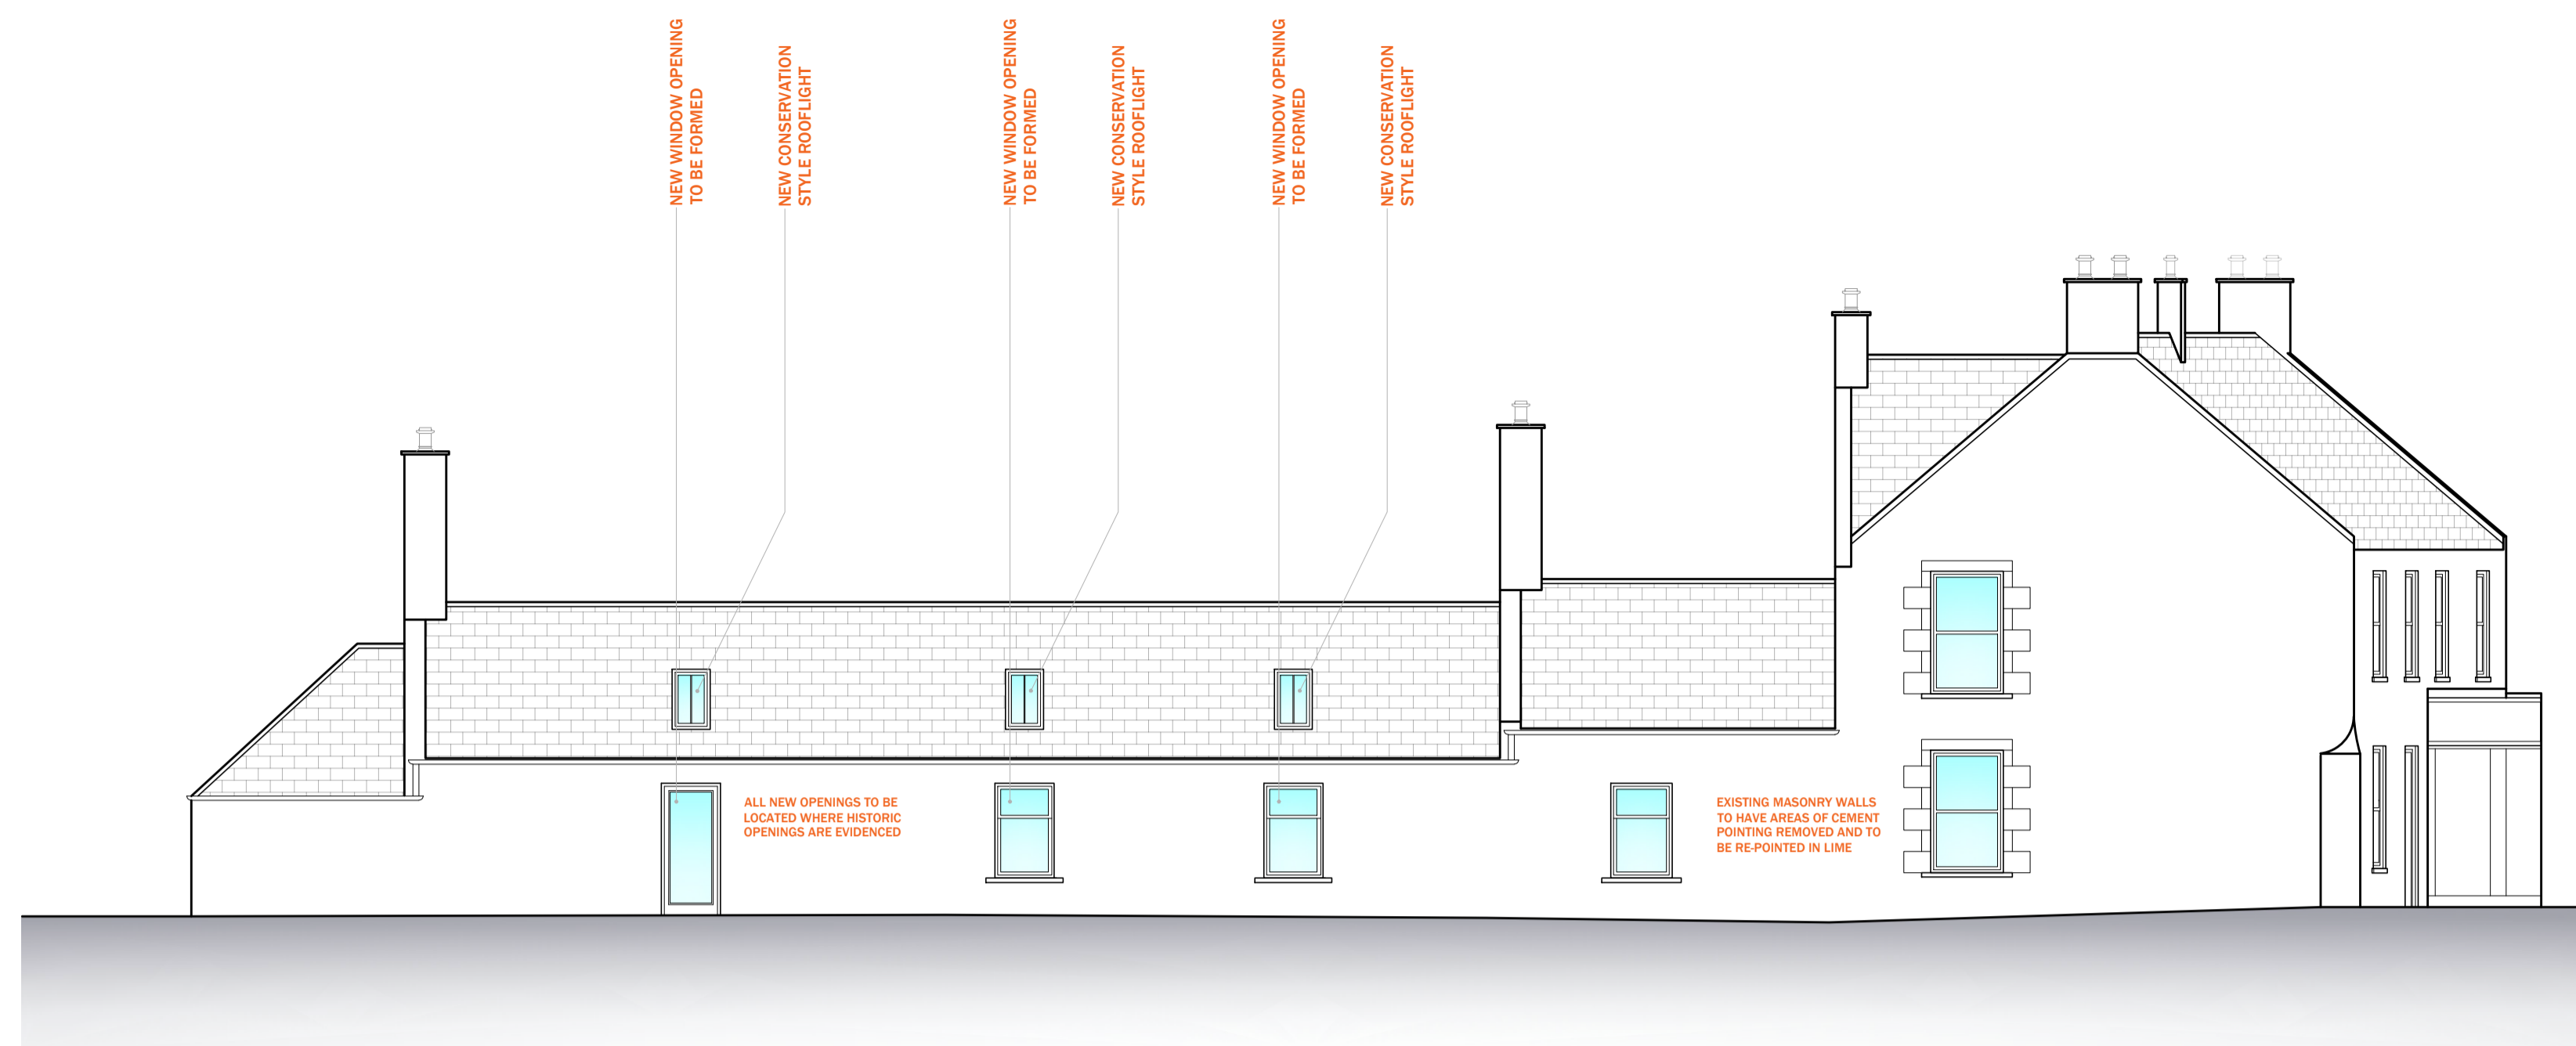 NEW WINDOW OPENING
TO BE FORMED
NEW CONSERVATION
STYLE ROOFLIGHT
NEW WINDOW OPENING
TO BE FORMED
NEW CONSERVATION
STYLE ROOFLIGHT
NEW WINDOW OPENING
TO BE FORMED
NEW CONSERVATION
STYLE ROOFLIGHT
ALL NEW OPENINGS TO BE
LOCATED WHERE HISTORIC
OPENINGS ARE EVIDENCED
EXISTING MASONRY WALLS
TO HAVE AREAS OF CEMENT
POINTING REMOVED AND TO
BE RE-POINTED IN LIME